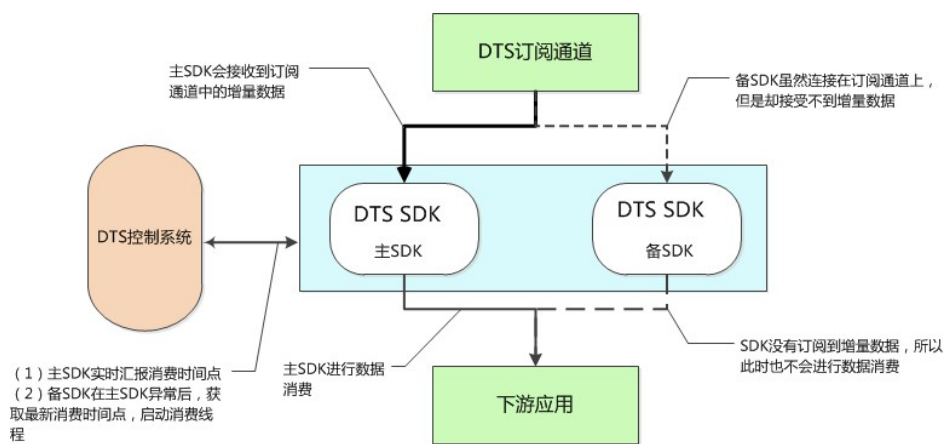 DTS订阅通道
主SDK会接收到订阅
通道中的增量数据
备SDK虽然连接在订阅通道上，
但是却接受不到增量数据
DTS控制系统
DTS SDK
主SDK
DTS SDK
备SDK
（1）主SDK实时汇报消费时间点
（2）备SDK在主SDK异常后，获
取最新消费时间点，启动消费线
程
主SDK进行数据
消费
SDK没有订阅到增量数据，所以
此时也不会进行数据消费
下游应用